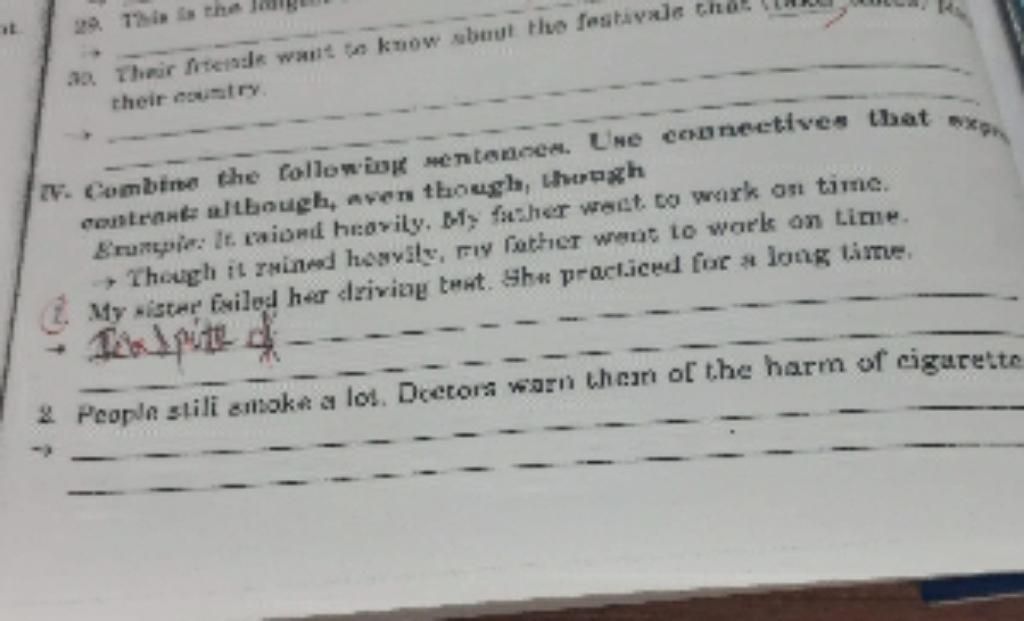 29. This is the
→
30. Their friends want to know about the festivals that (take)
their country.
→
IV. Combine the following sentences. Use connectives that
contrast: although, even though, though
Example: It rained heavily. My father went to work on time.
→ Though it rained heavily, my father went to work on time.
1. My sister failed her driving test. She practiced for a long time.
→ In spite of
2. People still smoke a lot. Doctors warn them of the harm of cigarette
→